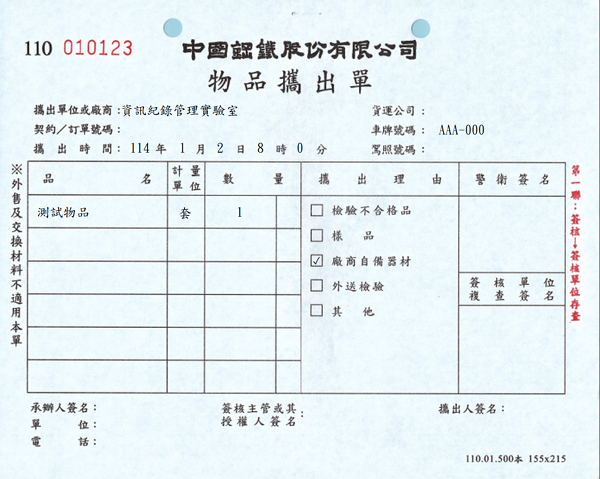 110 010123
中國鋼鐵股份有限公司
物品攜出單
攜出單位或廠商：資訊紀錄管理實驗室 貨運公司：
契約／訂單號碼： 車牌號碼： AAA-000
攜出時間：114年1月2日8時0分 駕照號碼：
※外售及交換材料不適用本單
品名 計量單位 數量 攜出理由 警衛簽名
測試物品 套 1
□ 檢驗不合格品
□ 樣品
☑ 廠商自備器材
□ 外送檢驗
□ 其他
簽核單位
複查簽名
第一聯：簽核→簽核單位存查
承辦人簽名： 簽核主管或其授權人簽名： 攜出人簽名：
單位：
電話：
110.01.500本 155x215